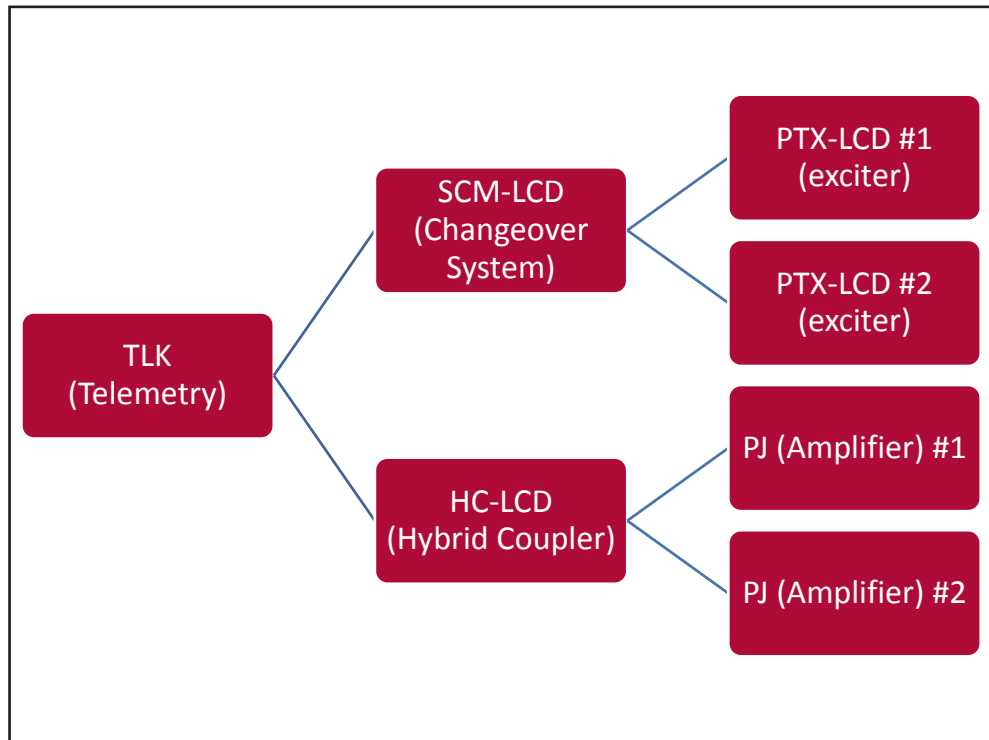 TLK
(Telemetry)
SCM-LCD
(Changeover
System)
HC-LCD
(Hybrid Coupler)
PTX-LCD #1
(exciter)
PTX-LCD #2
(exciter)
PJ (Amplifier) #1
PJ (Amplifier) #2